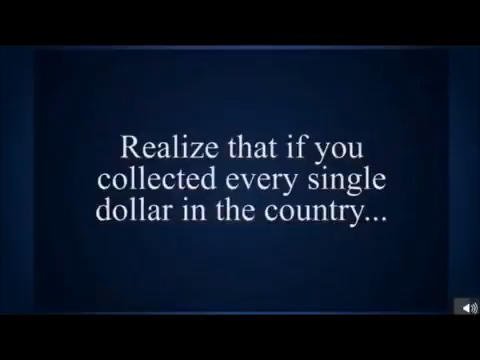 Realize that if you
collected every single
dollar in the country...